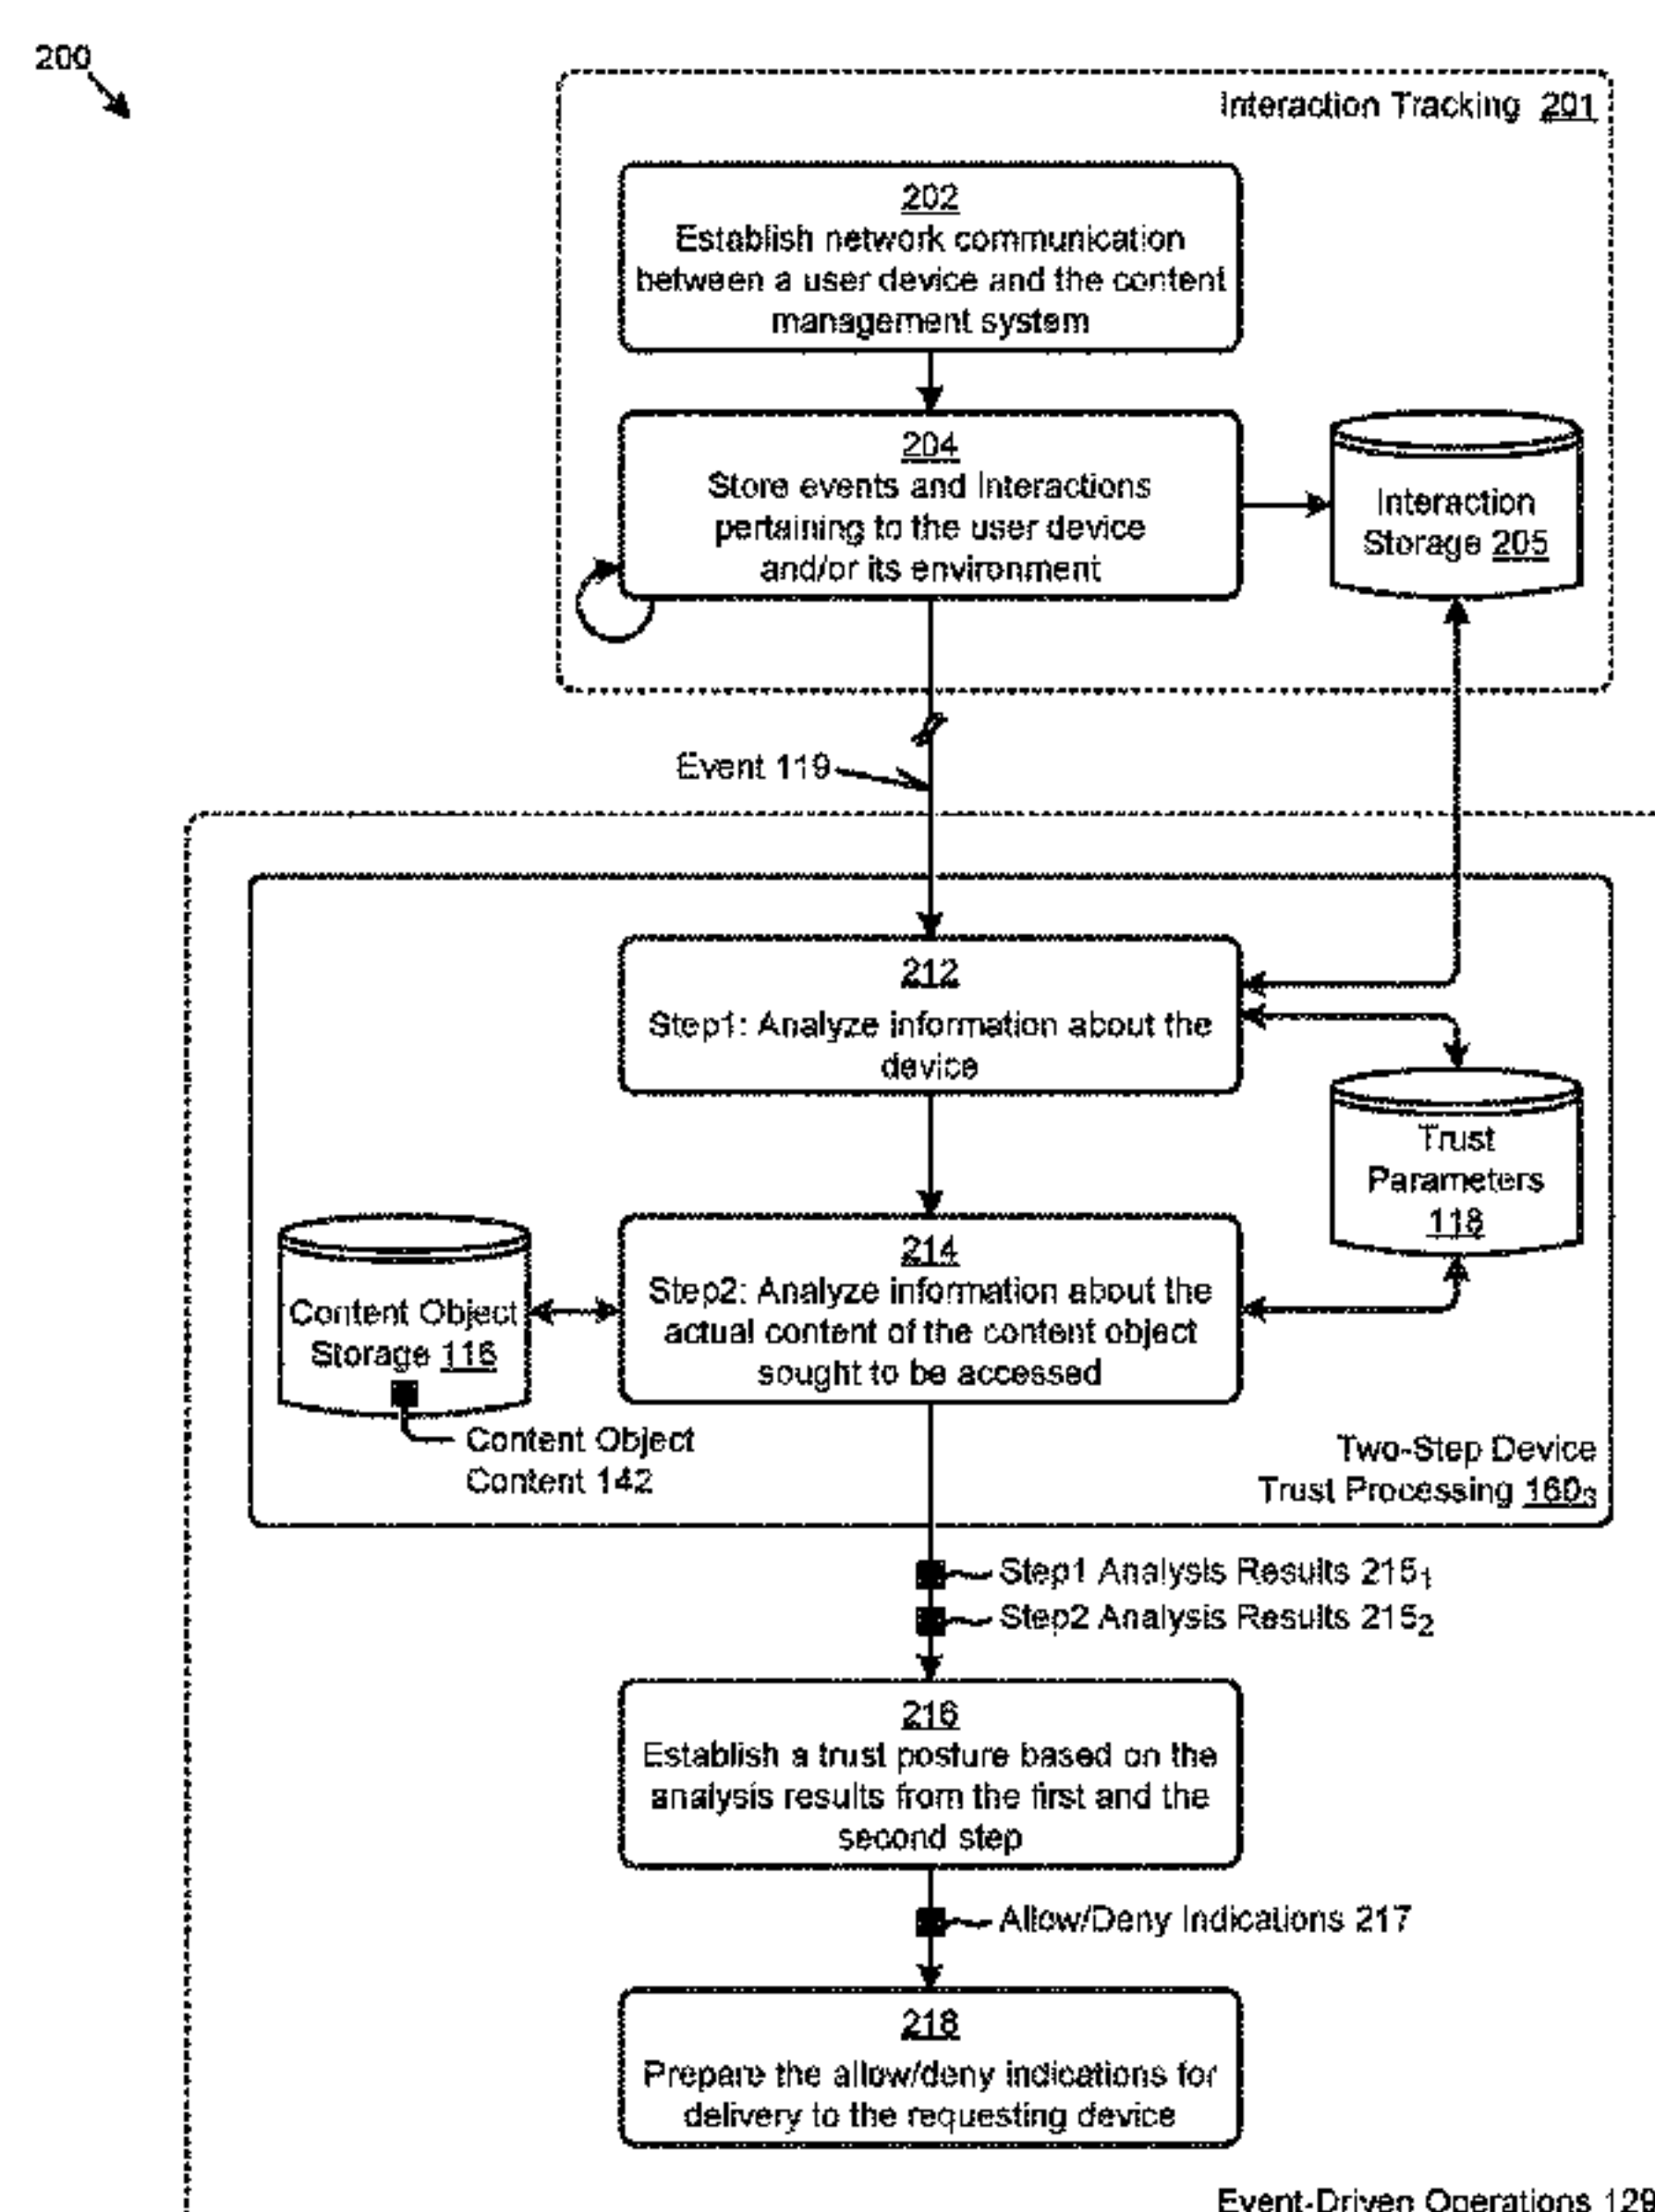 200
Interaction Tracking 201
202
Establish network communication
between a user device and the content
management system
204
Store events and Interactions
pertaining to the user device
and/or its environment
Interaction
Storage 205
Event 119
212
Step1: Analyze information about the
device
Trust
Parameters
118
214
Step2: Analyze information about the
actual content of the content object
sought to be accessed
Content Object
Storage 116
Content Object
Content 142
Two-Step Device
Trust Processing 160₃
Step1 Analysis Results 215₁
Step2 Analysis Results 215₂
216
Establish a trust posture based on the
analysis results from the first and the
second step
Allow/Deny Indications 217
218
Prepare the allow/deny indications for
delivery to the requesting device
Event-Driven Operations 129